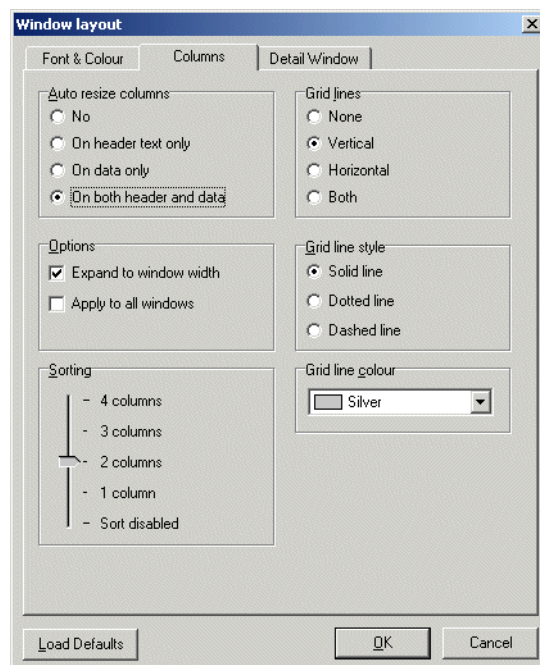 Window layout
Font & Colour
Columns
Detail Window
Auto resize columns
No
On header text only
On data only
On both header and data
Grid lines
None
Vertical
Horizontal
Both
Options
Expand to window width
Apply to all windows
Grid line style
Solid line
Dotted line
Dashed line
Sorting
4 columns
3 columns
2 columns
1 column
Sort disabled
Grid line colour
Silver
Load Defaults
OK
Cancel